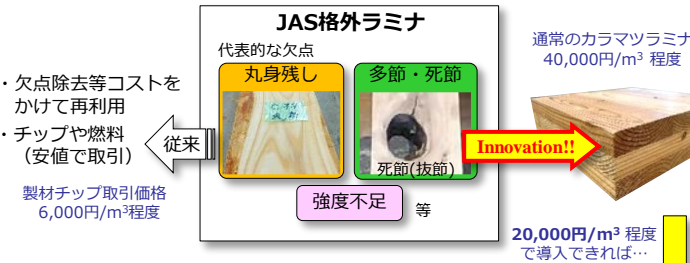 JAS格外ラミナ
代表的な欠点
丸身残し
多節・死節
死節(抜節)
強度不足
等
・欠点除去等コストを
かけて再利用
・チップや燃料
（安値で取引）
従来
製材チップ取引価格
6,000円/m³程度
Innovation!!
通常のカラマツラミナ
40,000円/m³ 程度
20,000円/m³ 程度
で導入できれば…